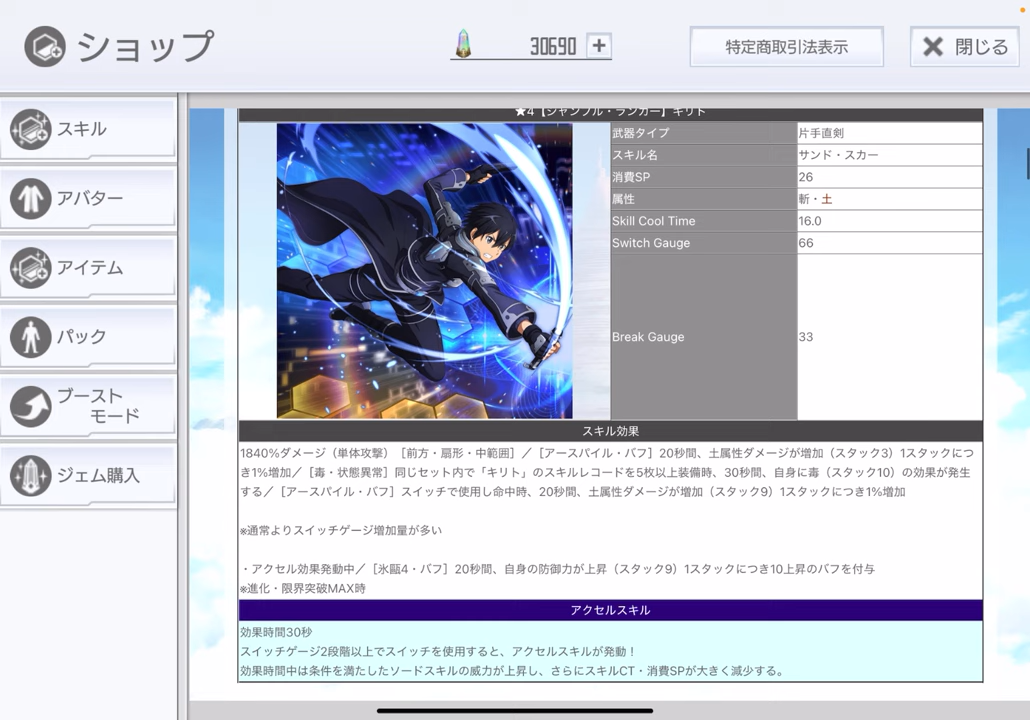 ショップ
30690
特定商取引法表示
閉じる
スキル
アバター
アイテム
パック
ブースト
モード
ジェム購入
★4【シャンブル・ランガー】キリト
武器タイプ 片手直剣
スキル名 サンド・スカー
消費SP 26
属性 斬・土
Skill Cool Time 16.0
Switch Gauge 66
Break Gauge 33
スキル効果
1840%ダメージ（単体攻撃）［前方・扇形・中範囲］／［アースパイル・バフ］20秒間、土属性ダメージが増加（スタック3）1スタックにつ
き1%増加／［毒・状態異常］同じセット内で「キリト」のスキルレコードを5枚以上装備時、30秒間、自身に毒（スタック10）の効果が発生
する／［アースパイル・バフ］スイッチで使用し命中時、20秒間、土属性ダメージが増加（スタック9）1スタックにつき1%増加
※通常よりスイッチゲージ増加量が多い
・アクセル効果発動中／［氷甌4・バフ］20秒間、自身の防御力が上昇（スタック9）1スタックにつき10上昇のバフを付与
※進化・限界突破MAX時
アクセルスキル
効果時間30秒
スイッチゲージ2段階以上でスイッチを使用すると、アクセルスキルが発動！
効果時間中は条件を満たしたソードスキルの威力が上昇し、さらにスキルCT・消費SPが大きく減少する。